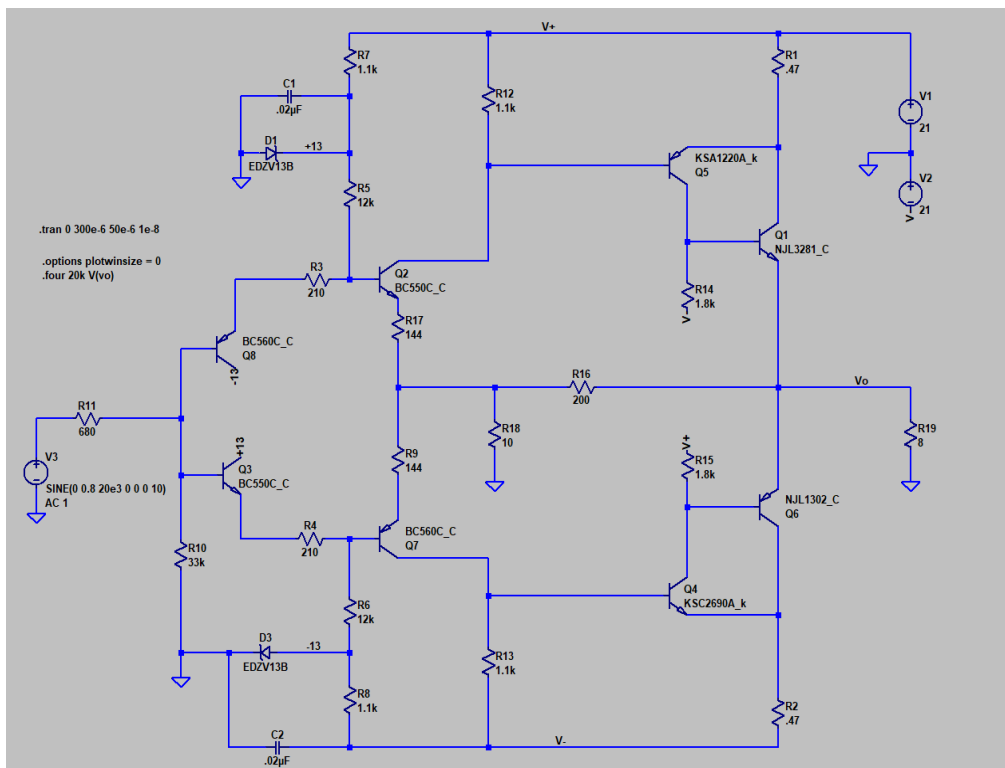 V+
R7
1.1k
C1
.02µF
R12
1.1k
R1
.47
V1
21
D1
+13
EDZV13B
KSA1220A_k
Q5
V2
21
V-
R5
12k
.tran 0 300e-6 50e-6 1e-8
.options plotwinsize = 0
.four 20k V(vo)
Q1
NJL3281_C
R3
210
Q2
BC550C_C
R14
1.8k
V-
R17
144
BC560C_C
Q8
-13
R16
200
Vo
R11
680
R18
10
R19
8
V3
SINE(0 0.8 20e3 0 0 0 10)
AC 1
+13
Q3
BC550C_C
R9
144
V+
R15
1.8k
NJL1302_C
Q6
R4
210
BC560C_C
Q7
R10
33k
R6
12k
Q4
KSC2690A_k
D3
-13
EDZV13B
R13
1.1k
R8
1.1k
R2
.47
C2
.02µF
V-